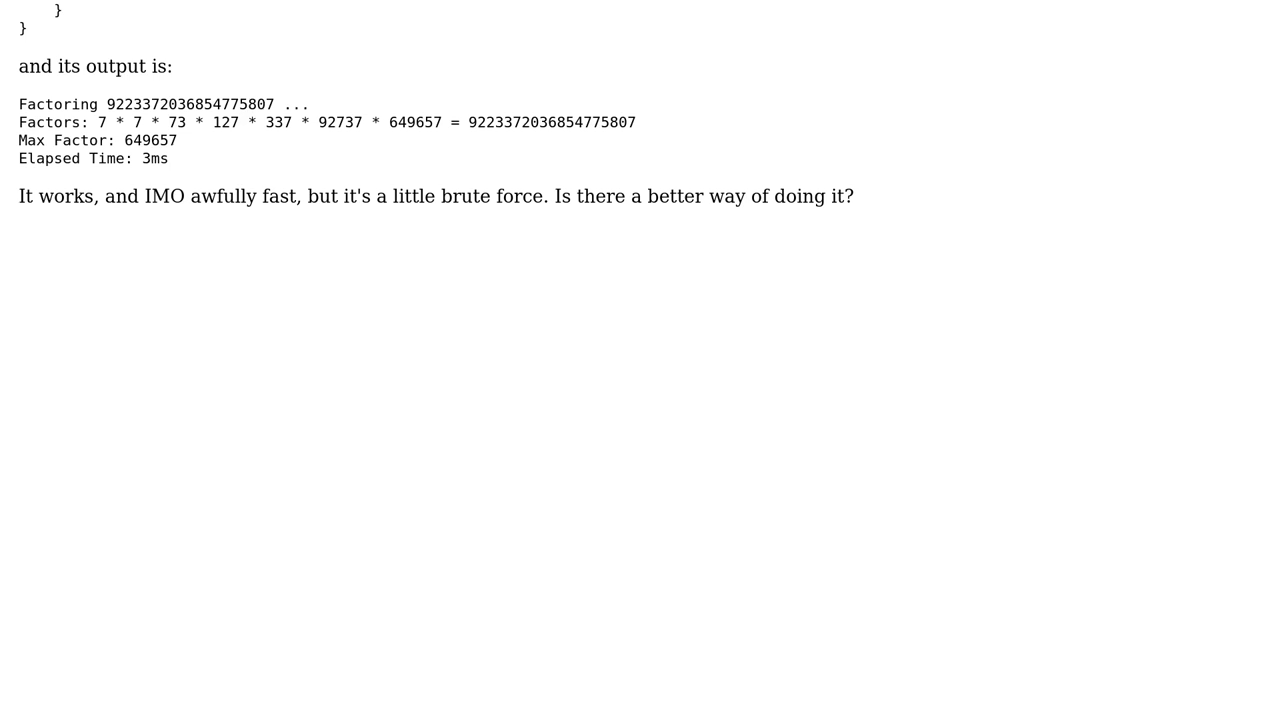 }
}
and its output is:
Factoring 9223372036854775807 ...
Factors: 7 * 7 * 73 * 127 * 337 * 92737 * 649657 = 9223372036854775807
Max Factor: 649657
Elapsed Time: 3ms
It works, and IMO awfully fast, but it's a little brute force. Is there a better way of doing it?